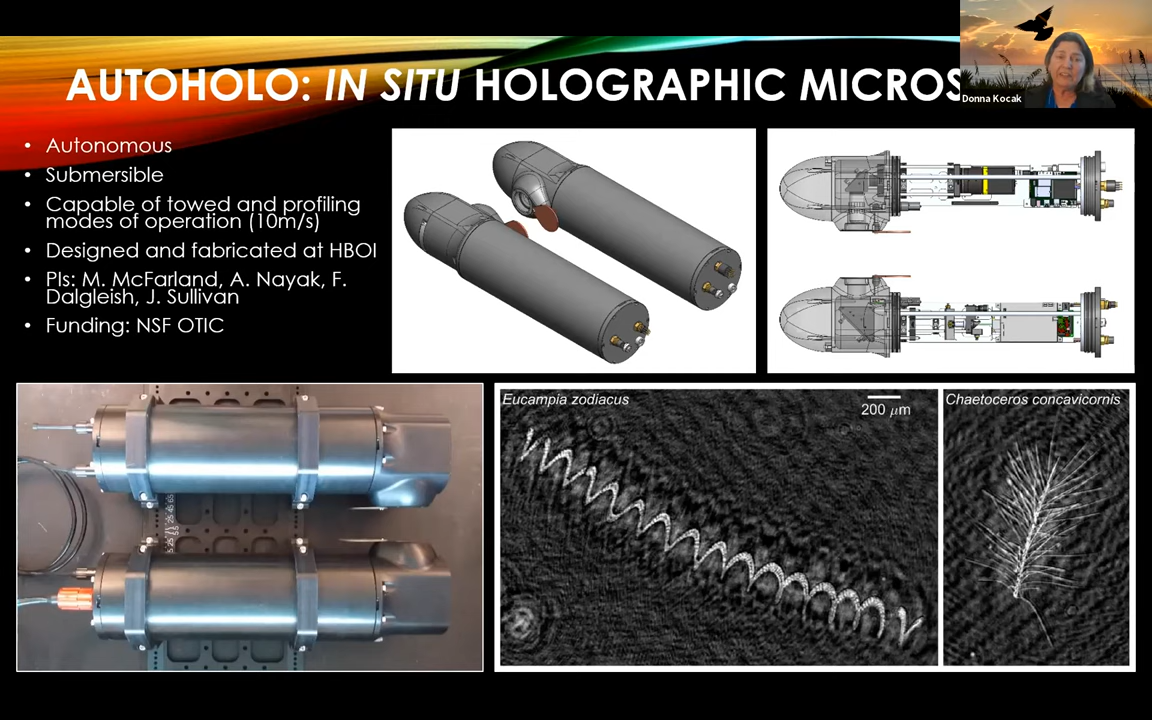 AUTOHOLO: IN SITU HOLOGRAPHIC MICROS
Donna Kocak
• Autonomous
• Submersible
• Capable of towed and profiling
modes of operation (10m/s)
• Designed and fabricated at HBOI
• PIs: M. McFarland, A. Nayak, F.
Dalgleish, J. Sullivan
• Funding: NSF OTIC
Eucampia zodiacus
200 μm
Chaetoceros concavicornis